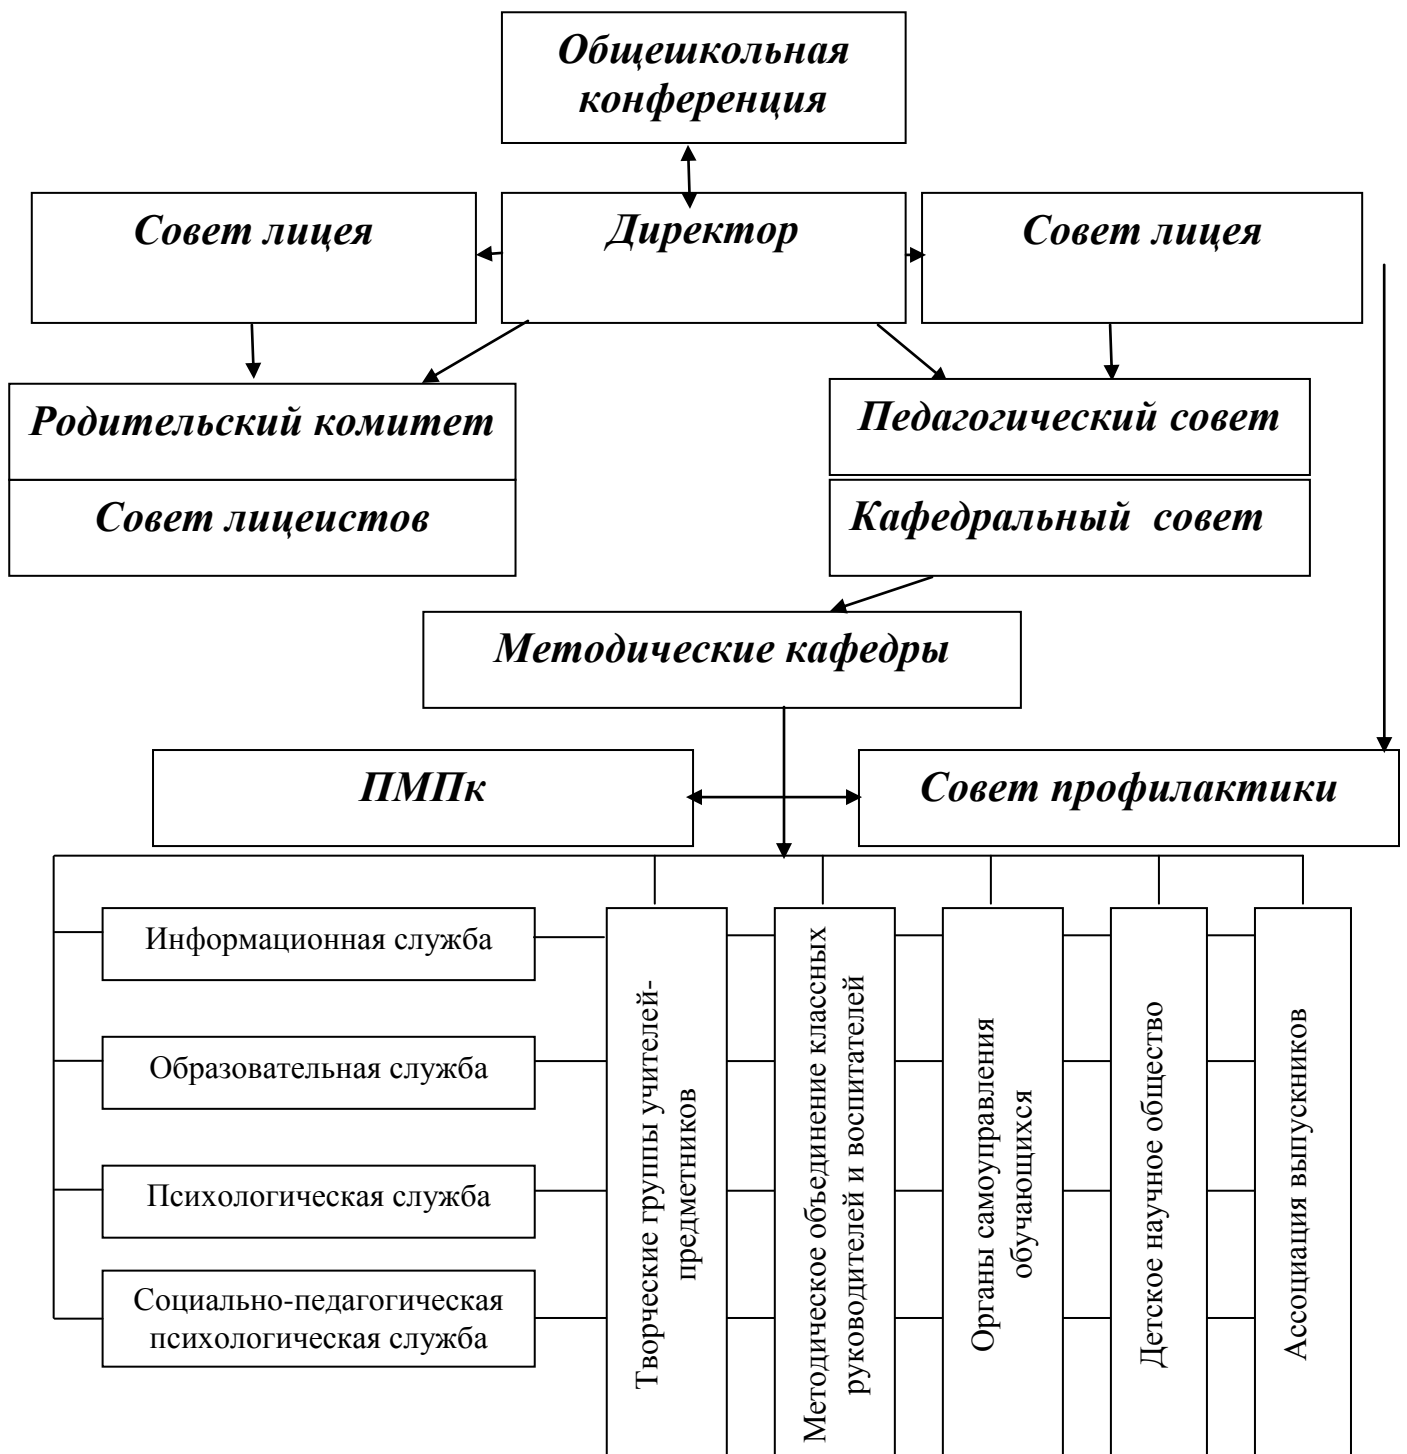 Общешкольная
конференция
Совет лицея
Директор
Совет лицея
Родительский комитет
Педагогический совет
Совет лицеистов
Кафедральный совет
Методические кафедры
ПМПк
Совет профилактики
Информационная служба
Образовательная служба
Психологическая служба
Социально-педагогическая
психологическая служба
Творческие группы учителей-
предметников
Методическое объединение классных
руководителей и воспитателей
Органы самоуправления
обучающихся
Детское научное общество
Ассоциация выпускников